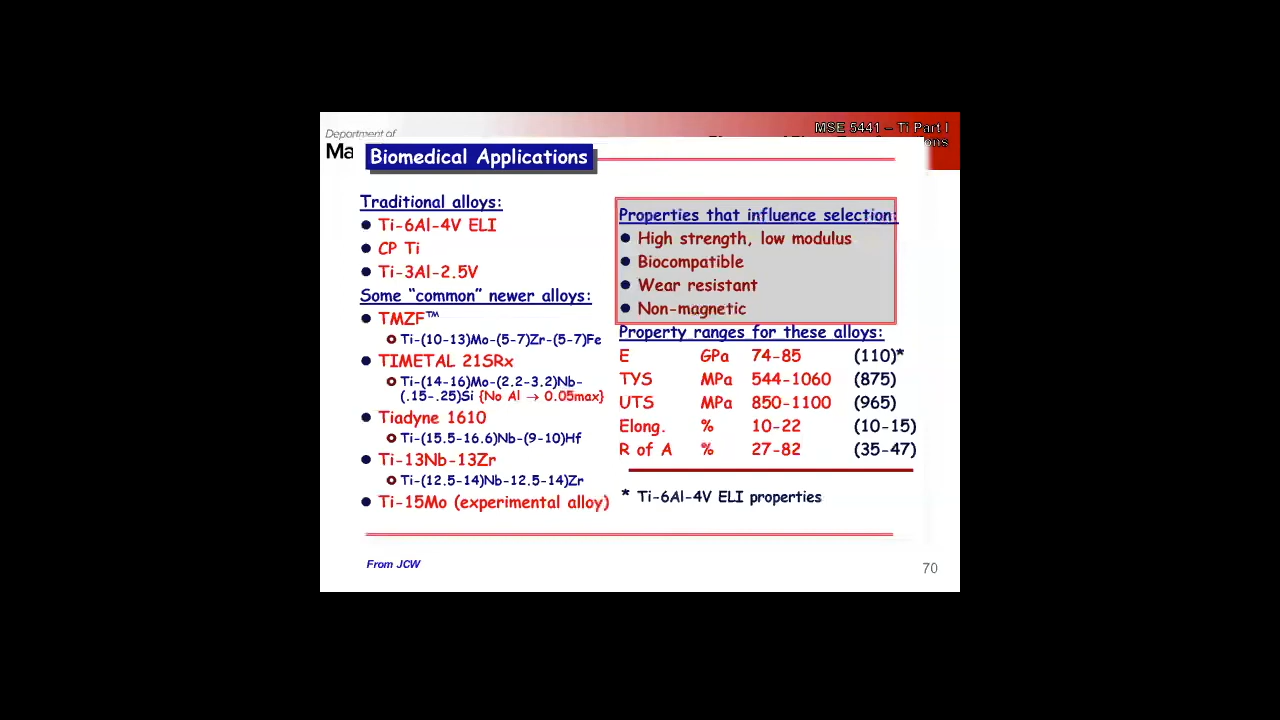 MSE 5441 – Ti Part I
Department of
Ma
ons
Biomedical Applications
Traditional alloys:
Ti-6Al-4V ELI
CP Ti
Ti-3Al-2.5V
Some “common” newer alloys:
TMZF™
Ti-(10-13)Mo-(5-7)Zr-(5-7)Fe
TIMETAL 21SRx
Ti-(14-16)Mo-(2.2-3.2)Nb-
(.15-.25)Si {No Al → 0.05max}
Tiadyne 1610
Ti-(15.5-16.6)Nb-(9-10)Hf
Ti-13Nb-13Zr
Ti-(12.5-14)Nb-12.5-14)Zr
Ti-15Mo (experimental alloy)
Properties that influence selection:
High strength, low modulus
Biocompatible
Wear resistant
Non-magnetic
Property ranges for these alloys:
E GPa 74-85 (110)*
TYS MPa 544-1060 (875)
UTS MPa 850-1100 (965)
Elong. % 10-22 (10-15)
R of A % 27-82 (35-47)
* Ti-6Al-4V ELI properties
From JCW
70